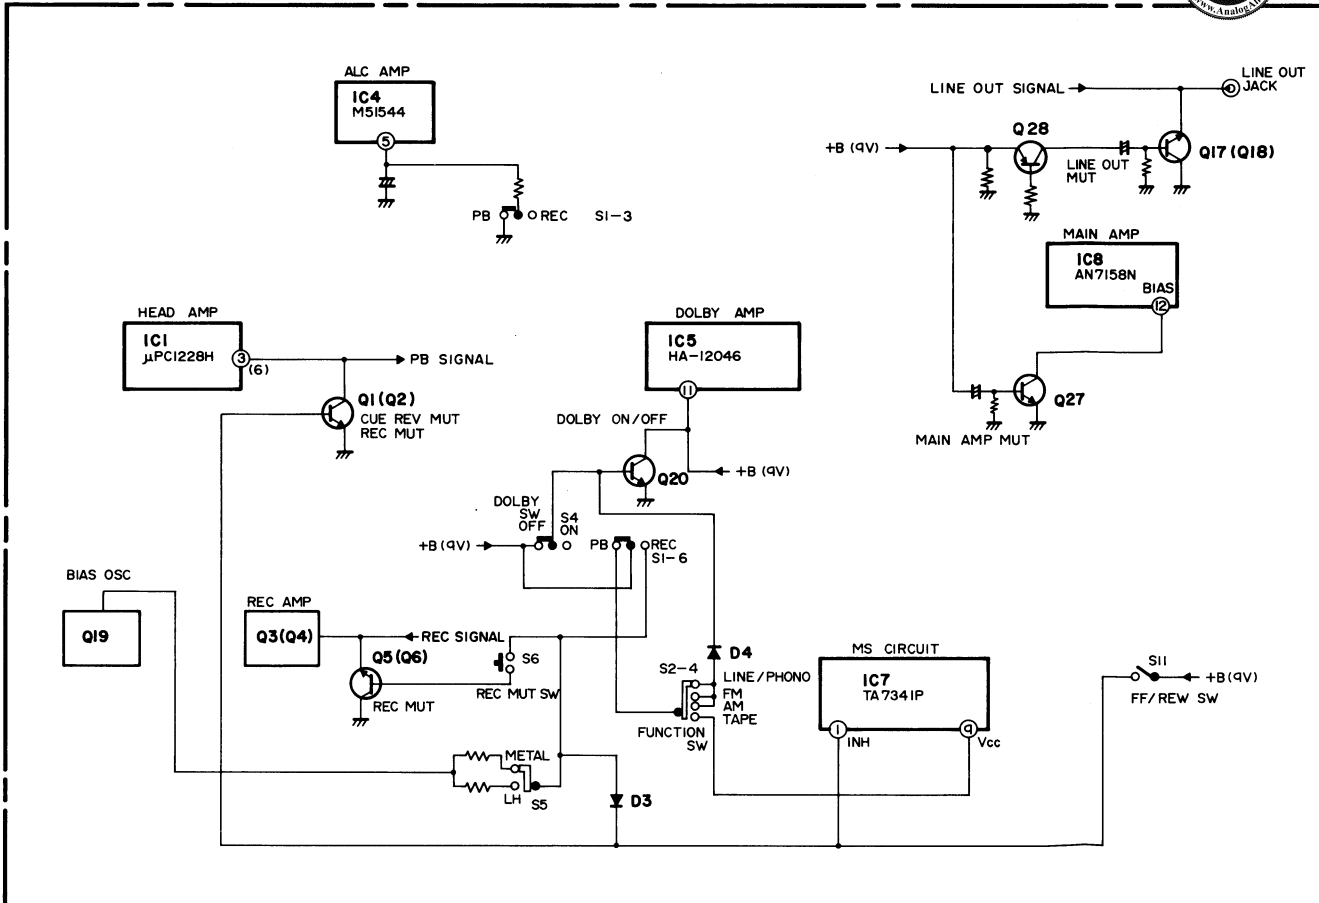 www.AnalogAl
ALC AMP
IC4
M51544
5
PB
REC
S1-3
LINE OUT SIGNAL
LINE OUT
JACK
+B (9V)
Q28
LINE OUT
MUT
Q17 (Q18)
MAIN AMP
IC8
AN7158N
BIAS
12
Q27
MAIN AMP MUT
HEAD AMP
IC1
μPC1228H
3
(6)
PB SIGNAL
Q1 (Q2)
CUE REV MUT
REC MUT
DOLBY AMP
IC5
HA-12046
11
DOLBY ON/OFF
Q20
+B (9V)
DOLBY
SW
OFF
S4
ON
+B (9V)
PB
REC
S1-6
BIAS OSC
Q19
REC AMP
Q3 (Q4)
REC SIGNAL
Q5 (Q6)
REC MUT
S6
REC MUT SW
METAL
LH
S5
D3
D4
S2-4
LINE/PHONO
FM
AM
TAPE
FUNCTION
SW
MS CIRCUIT
IC7
TA7341P
1
INH
9
Vcc
S11
+B (9V)
FF/REW SW